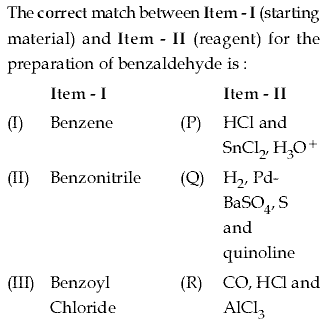 The correct match between Item - I (starting
material) and Item - II (reagent) for the
preparation of benzaldehyde is :
Item - I Item - II
(I) Benzene (P) HCl and
SnCl₂, H₃O⁺
(II) Benzonitrile (Q) H₂, Pd-
BaSO₄, S
and
quinoline
(III) Benzoyl (R) CO, HCl and
Chloride AlCl₃